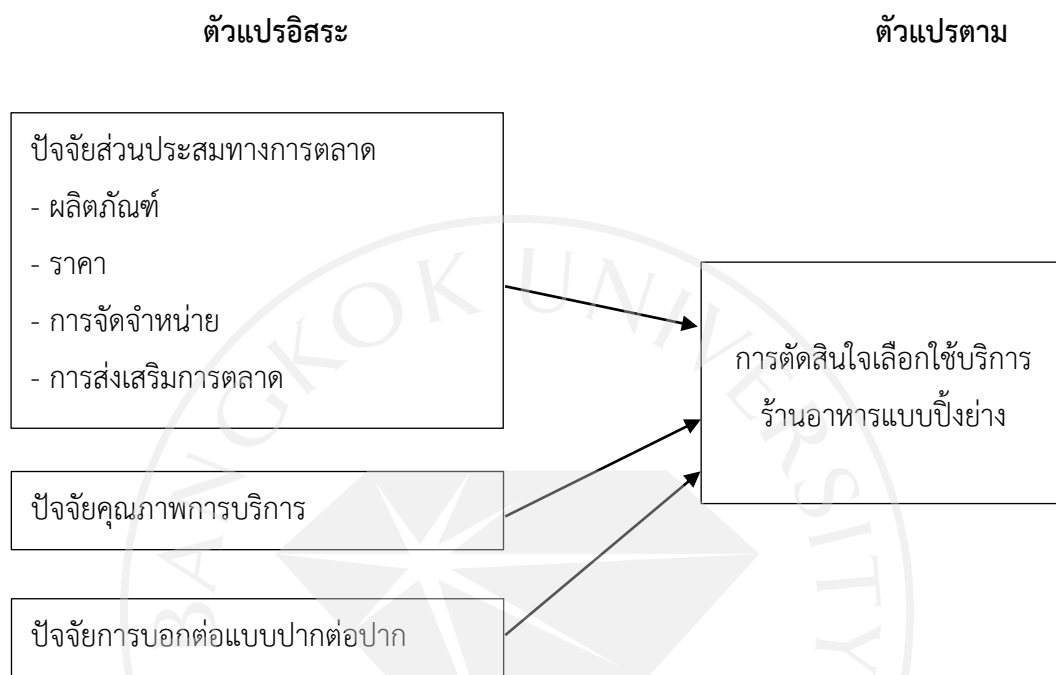 ตัวแปรอิสระ
ตัวแปรตาม
ปัจจัยส่วนประสมทางการตลาด
- ผลิตภัณฑ์
- ราคา
- การจัดจำหน่าย
- การส่งเสริมการตลาด
การตัดสินใจเลือกใช้บริการ
ร้านอาหารแบบปิ้งย่าง
ปัจจัยคุณภาพการบริการ
ปัจจัยการบอกต่อแบบปากต่อปาก
BANGKOK UNIVERSITY